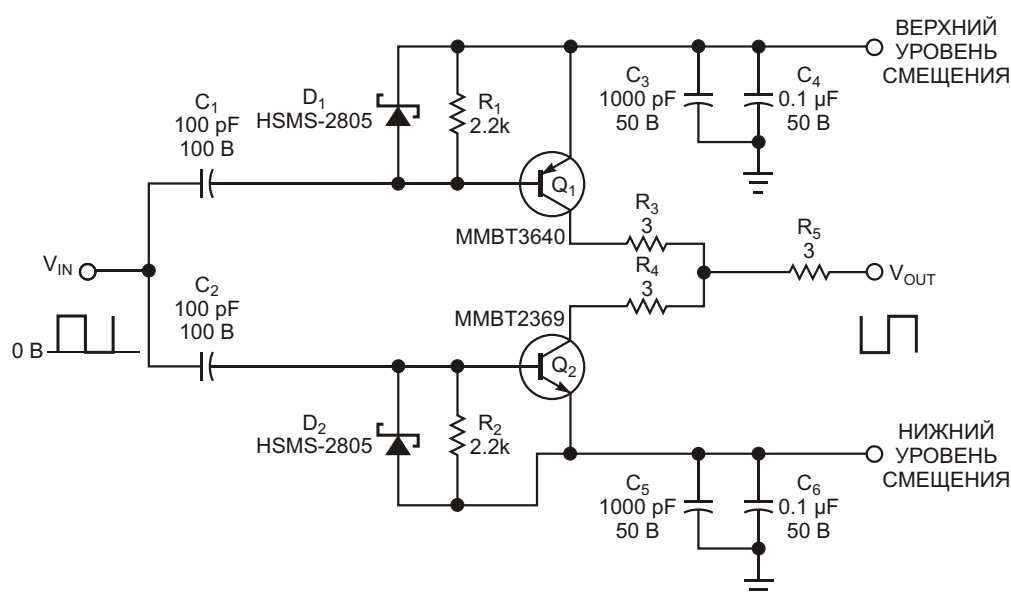 ВЕРХНИЙ
УРОВЕНЬ
СМЕЩЕНИЯ
C3
1000 pF
50 В
C4
0.1 µF
50 В
D1
HSMS-2805
R1
2.2k
C1
100 pF
100 В
Q1
MMBT3640
R3
3
R5
3
VIN
VOUT
R4
3
C2
100 pF
100 В
MMBT2369
0 В
Q2
D2
HSMS-2805
R2
2.2k
НИЖНИЙ
УРОВЕНЬ
СМЕЩЕНИЯ
C5
1000 pF
50 В
C6
0.1 µF
50 В